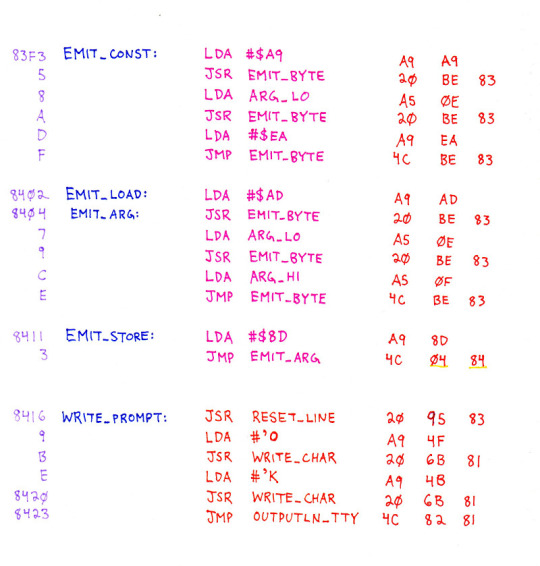 83F3 EMIT_CONST: LDA #$A9 A9 A9
5 JSR EMIT_BYTE 2Ø BE 83
8 LDA ARG_LO A5 ØE
A JSR EMIT_BYTE 2Ø BE 83
D LDA #$EA A9 EA
F JMP EMIT_BYTE 4C BE 83
84Ø2 EMIT_LOAD: LDA #$AD A9 AD
84Ø4 EMIT_ARG: JSR EMIT_BYTE 2Ø BE 83
7 LDA ARG_LO A5 ØE
9 JSR EMIT_BYTE 2Ø BE 83
C LDA ARG_HI A5 ØF
E JMP EMIT_BYTE 4C BE 83
8411 EMIT_STORE: LDA #$8D A9 8D
3 JMP EMIT_ARG 4C Ø4 84
8416 WRITE_PROMPT: JSR RESET_LINE 2Ø 95 83
9 LDA #'O A9 4F
B JSR WRITE_CHAR 2Ø 6B 81
E LDA #'K A9 4B
842Ø JSR WRITE_CHAR 2Ø 6B 81
8423 JMP OUTPUTLN_TTY 4C 82 81